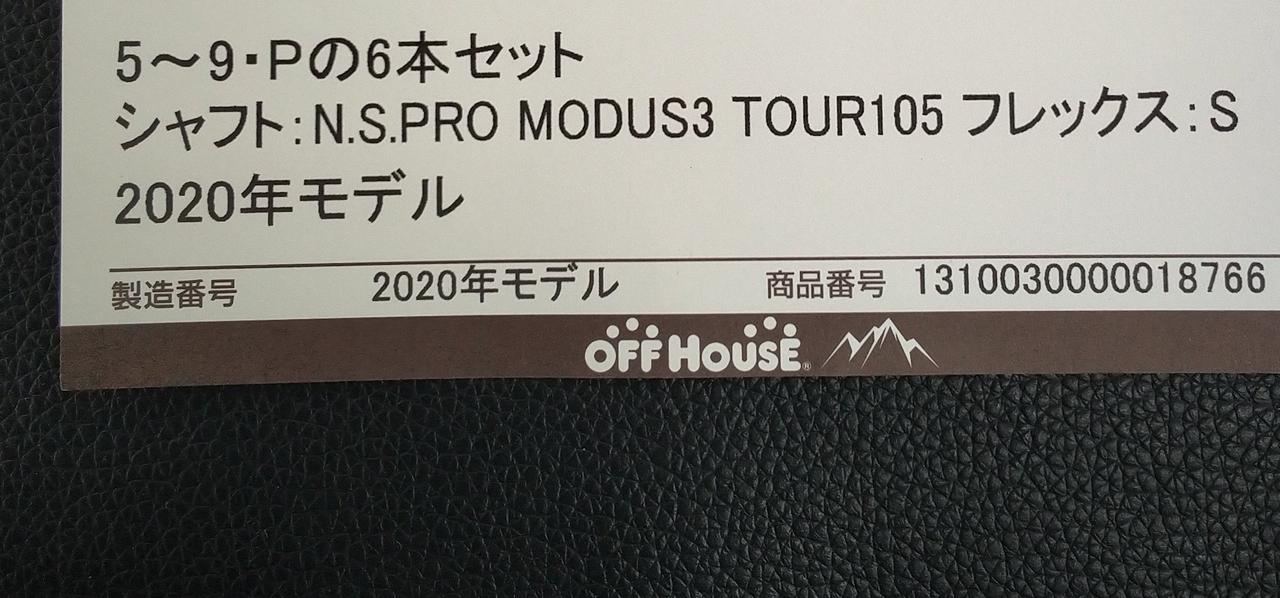 5～9・Pの6本セット
シャフト:N.S.PRO MODUS3 TOUR105 フレックス:S
2020年モデル
製造番号 2020年モデル 商品番号 1310030000018766
OFF HOUSE®